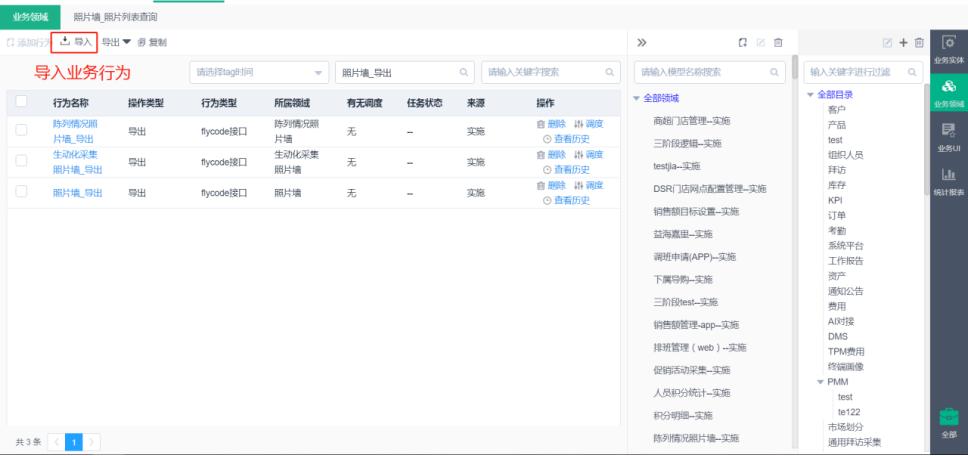 业务领域 照片墙_照片列表查询
添加行为 导入 导出 复制
导入业务行为
请选择tag时间 照片墙_导出 请输入关键字搜索
行为名称 操作类型 行为类型 所属领域 有无调度 任务状态 来源 操作
陈列情况照片墙_导出 导出 flycode接口 陈列情况照片墙 无 -- 实施 删除 调度 查看历史
生动化采集照片墙_导出 导出 flycode接口 生动化采集照片墙 无 -- 实施 删除 调度 查看历史
照片墙_导出 导出 flycode接口 照片墙 无 -- 实施 删除 调度 查看历史
共 3 条 < 1 >
请输入模型名称搜索
全部领域
商超门店管理--实施
三阶段逻辑--实施
testjia--实施
DSR门店网点配置管理--实施
销售额目标设置--实施
益海嘉里--实施
调班申请(APP)--实施
下属导购--实施
三阶段test--实施
销售额管理-app--实施
排班管理（web）--实施
促销活动采集--实施
人员积分统计--实施
积分明细--实施
陈列情况照片墙--实施
输入关键字进行过滤
全部目录
客户
产品
test
组织人员
拜访
库存
KPI
订单
考勤
系统平台
工作报告
资产
通知公告
费用
AI对接
DMS
TPM费用
终端画像
PMM
test
te122
市场划分
通用拜访采集
业务实体
业务领域
业务UI
统计报表
全部